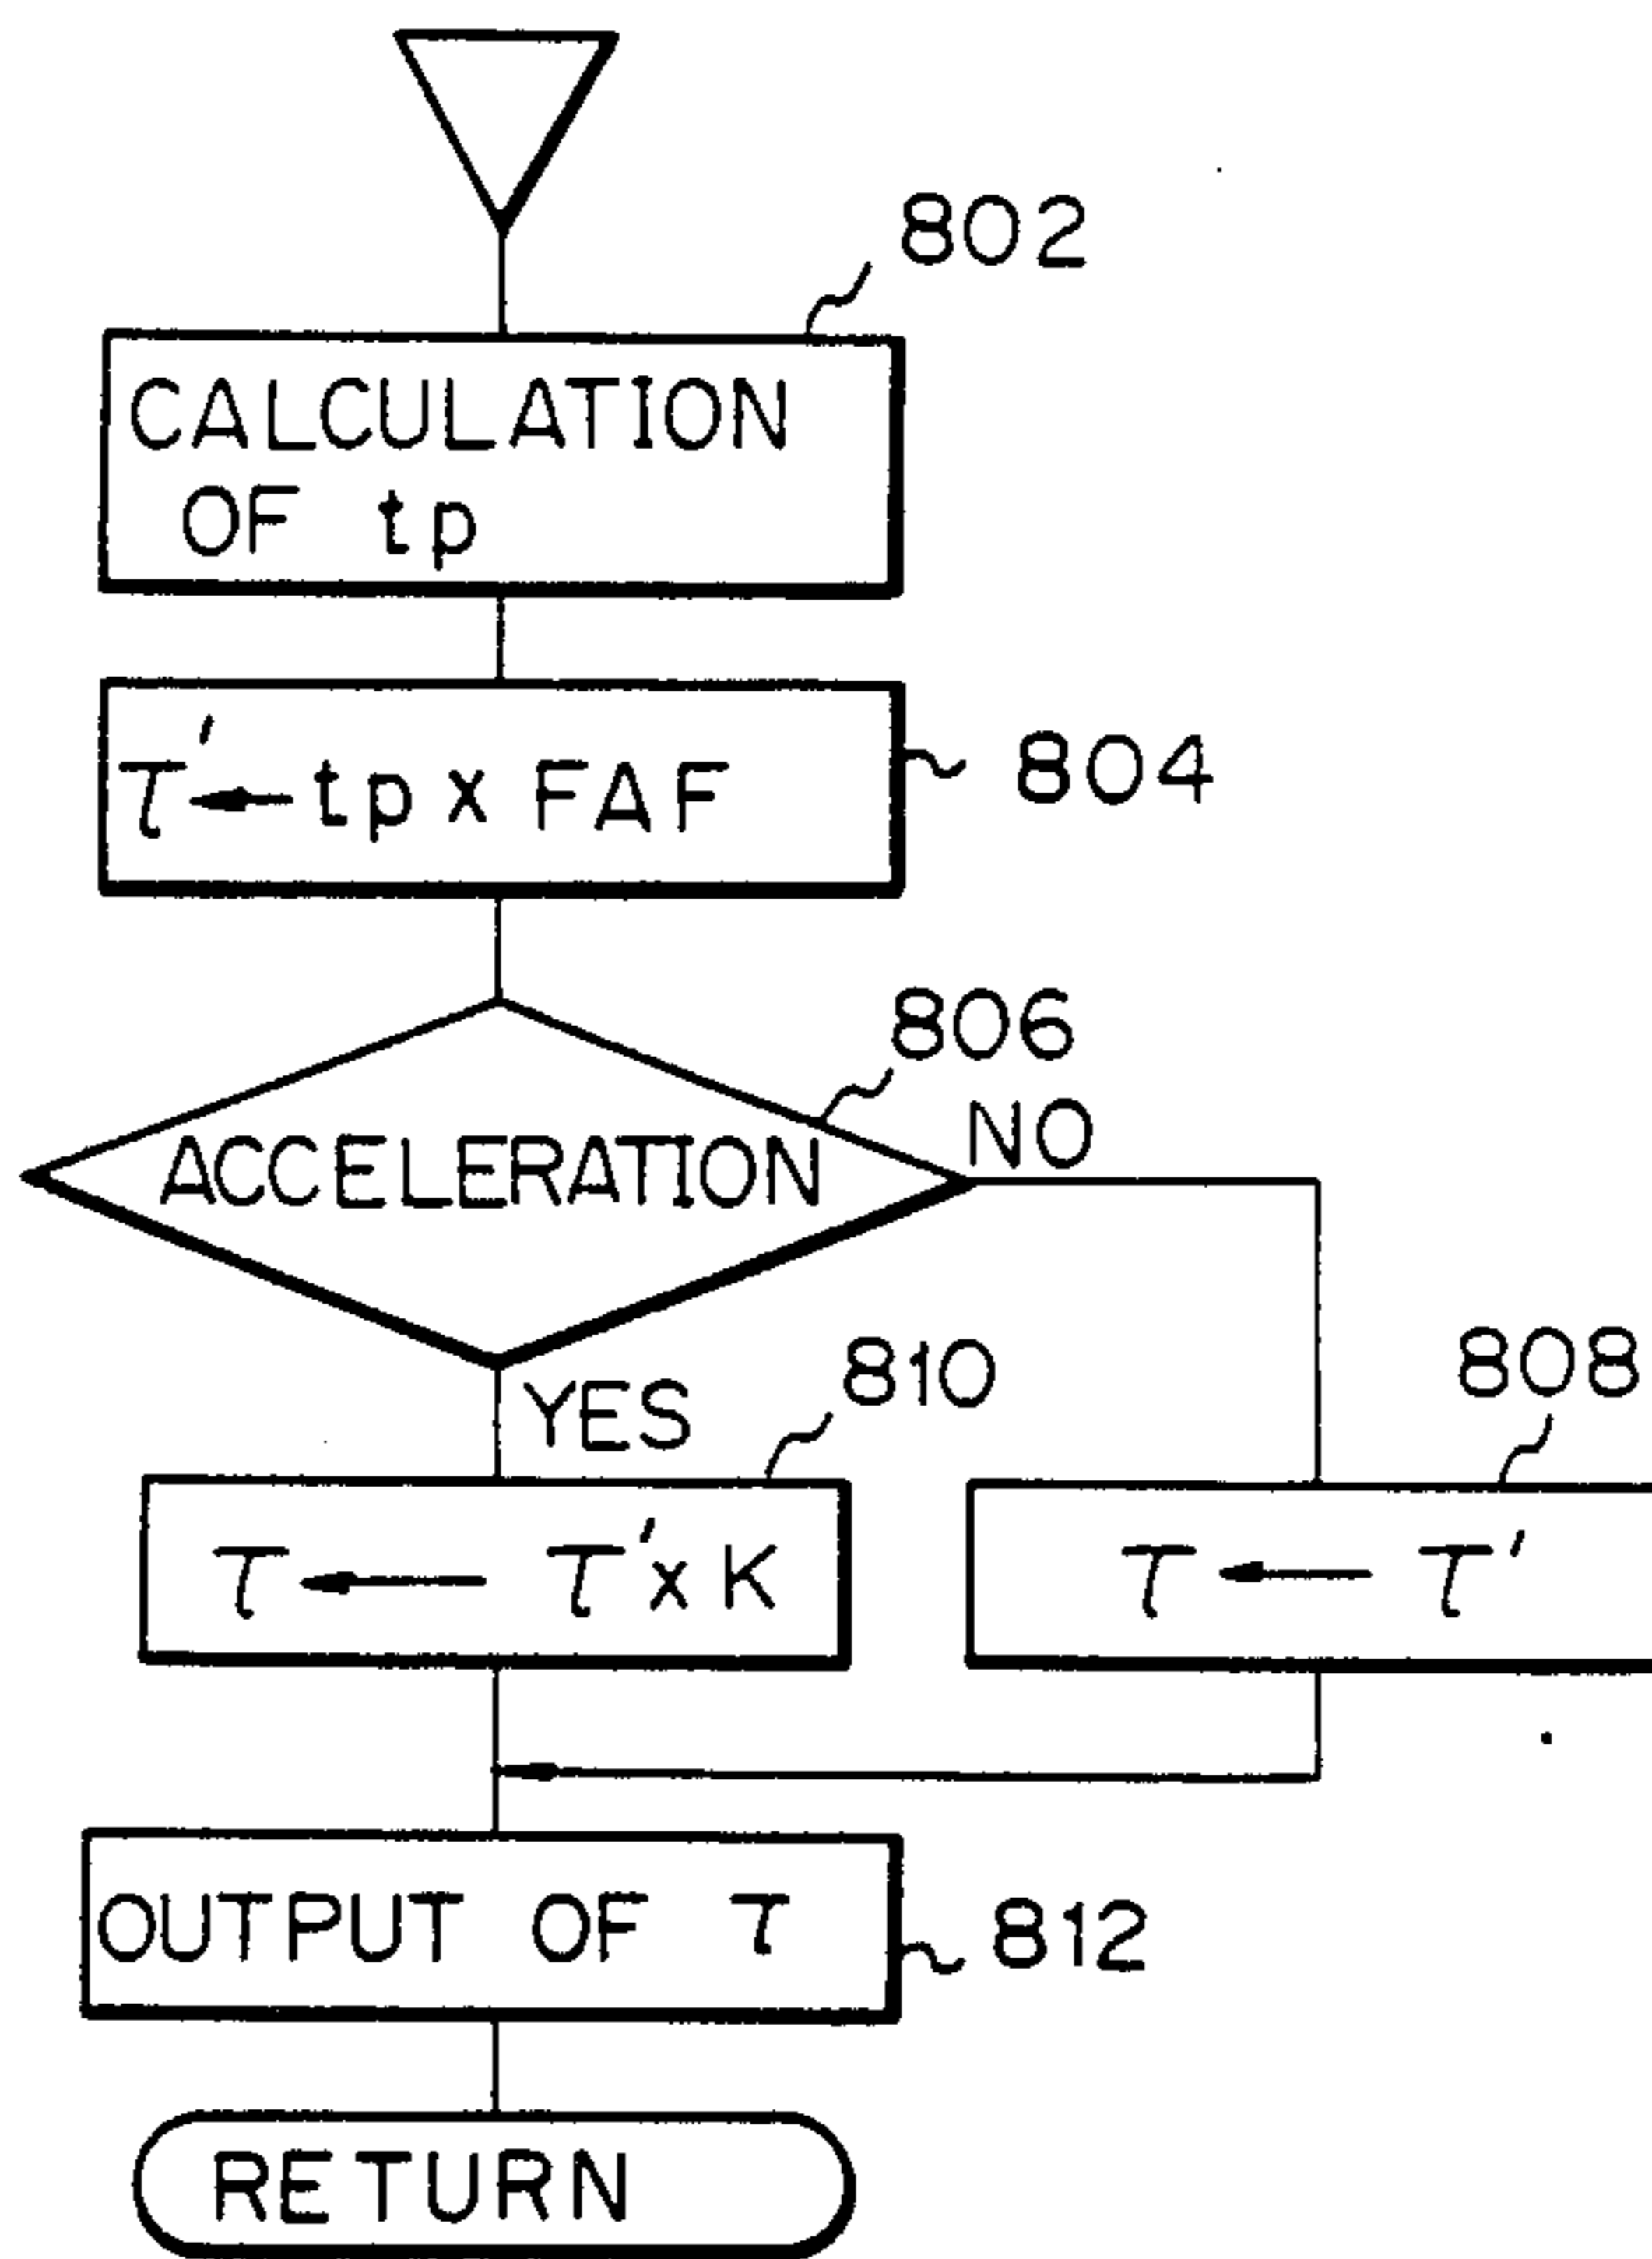 802
CALCULATION
OF tp
τ' ← tp x FAF
804
806
ACCELERATION
NO
YES
810
808
τ ← τ' x K
τ ← τ'
OUTPUT OF τ
812
RETURN